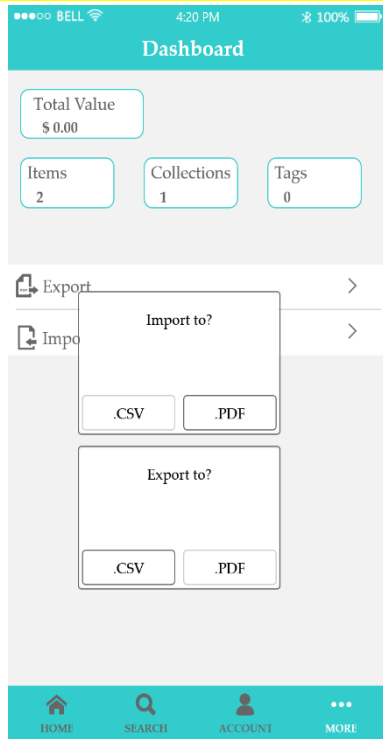 BELL 4:20 PM 100%
Dashboard
Total Value
$ 0.00
Items Collections Tags
2 1 0
Export
Impo
Import to?
.CSV .PDF
Export to?
.CSV .PDF
HOME SEARCH ACCOUNT MORE